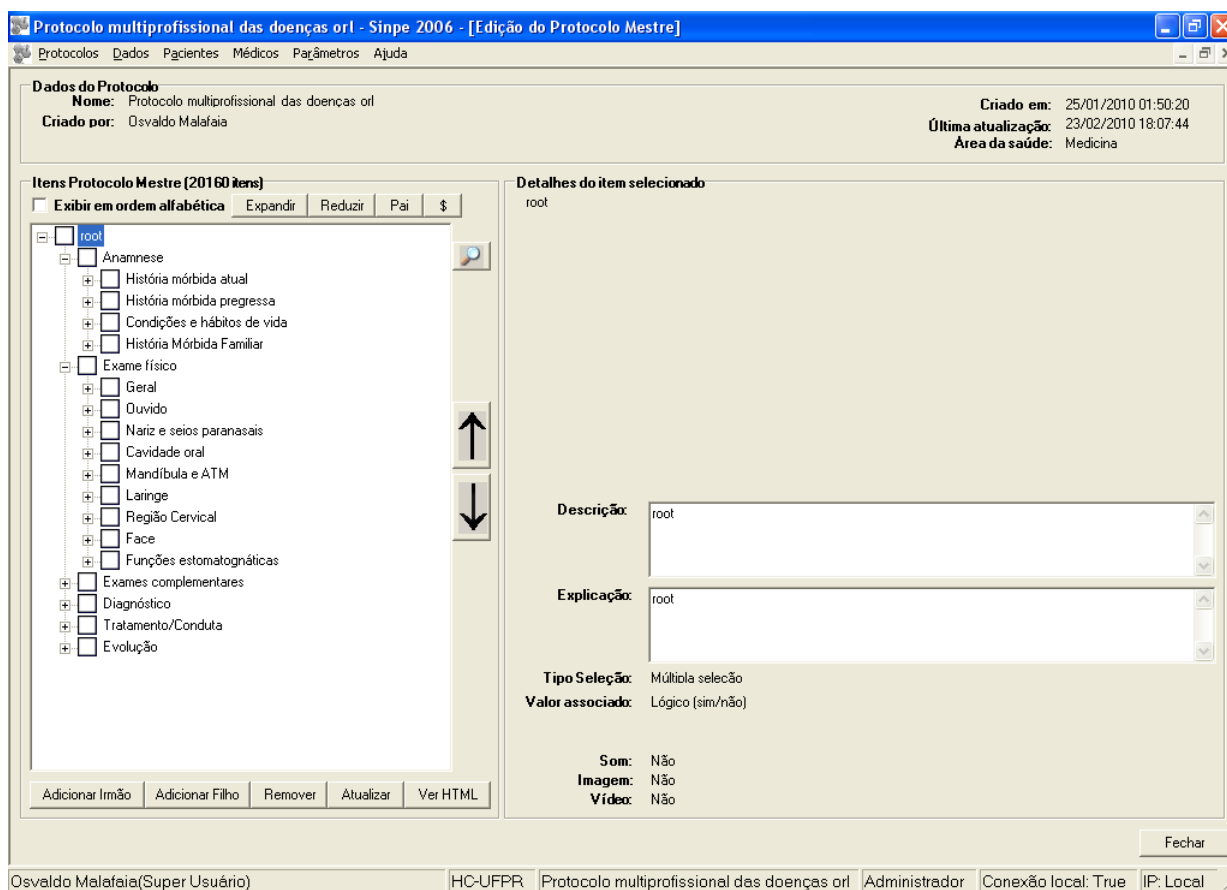 Protocolo multiprofissional das doenças orl - Sinpe 2006 - [Edição do Protocolo Mestre]
Protocolos Dados Pacientes Médicos Parâmetros Ajuda
Dados do Protocolo
Nome: Protocolo multiprofissional das doenças orl
Criado por: Osvaldo Malafaia
Criado em: 25/01/2010 01:50:20
Última atualização: 23/02/2010 18:07:44
Área da saúde: Medicina
Itens Protocolo Mestre (20160 itens)
Exibir em ordem alfabética Expandir Reduzir Pai $
root
Anamnese
História mórbida atual
História mórbida pregressa
Condições e hábitos de vida
História Mórbida Familiar
Exame físico
Geral
Ouvido
Nariz e seios paranasais
Cavidade oral
Mandíbula e ATM
Laringe
Região Cervical
Face
Funções estomatognáticas
Exames complementares
Diagnóstico
Tratamento/Conduta
Evolução
Adicionar Irmão Adicionar Filho Remover Atualizar Ver HTML
Detalhes do item selecionado
root
Descrição: root
Explicação: root
Tipo Seleção: Múltipla selecão
Valor associado: Lógico (sim/não)
Som: Não
Imagem: Não
Vídeo: Não
Fechar
Osvaldo Malafaia(Super Usuário) HC-UFPR Protocolo multiprofissional das doenças orl Administrador Conexão local: True IP: Local